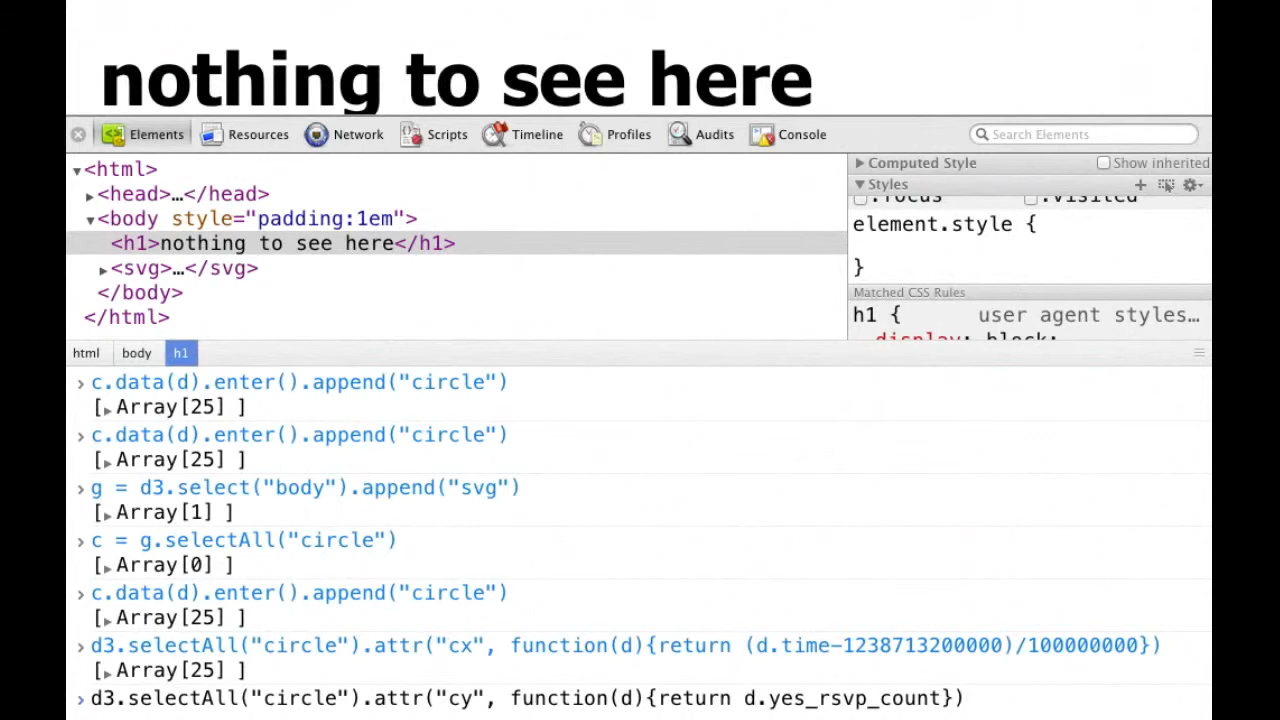 nothing to see here
Elements Resources Network Scripts Timeline Profiles Audits Console Search Elements
▼<html>
▶<head>…</head>
▼<body style="padding:1em">
<h1>nothing to see here</h1>
▶<svg>…</svg>
</body>
</html>
▶ Computed Style Show inherited
▼ Styles
:focus :visited
element.style {
}
Matched CSS Rules
h1 { user agent styles…
display: block;
html body h1
› c.data(d).enter().append("circle")
[▶Array[25] ]
› c.data(d).enter().append("circle")
[▶Array[25] ]
› g = d3.select("body").append("svg")
[▶Array[1] ]
› c = g.selectAll("circle")
[▶Array[0] ]
› c.data(d).enter().append("circle")
[▶Array[25] ]
› d3.selectAll("circle").attr("cx", function(d){return (d.time-1238713200000)/100000000})
[▶Array[25] ]
› d3.selectAll("circle").attr("cy", function(d){return d.yes_rsvp_count})